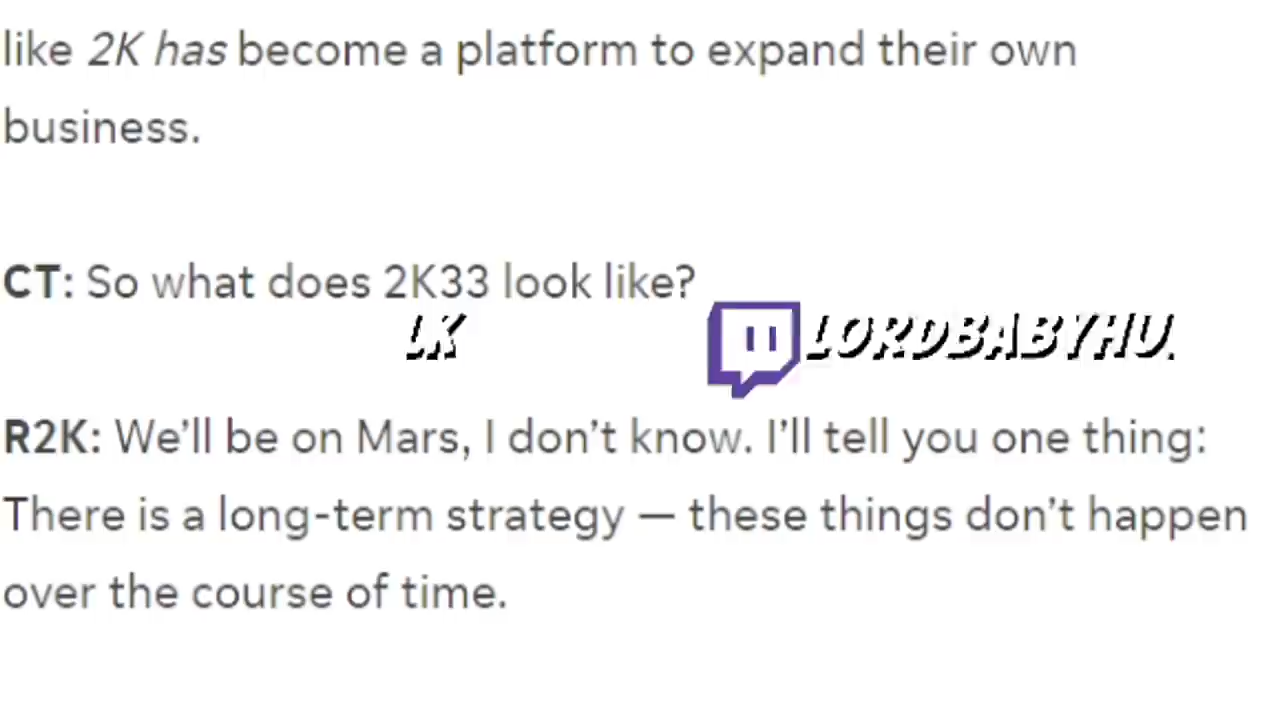 like 2K has become a platform to expand their own
business.
CT: So what does 2K33 look like?
LK
LORDBABYHU
R2K: We’ll be on Mars, I don’t know. I’ll tell you one thing:
There is a long-term strategy — these things don’t happen
over the course of time.